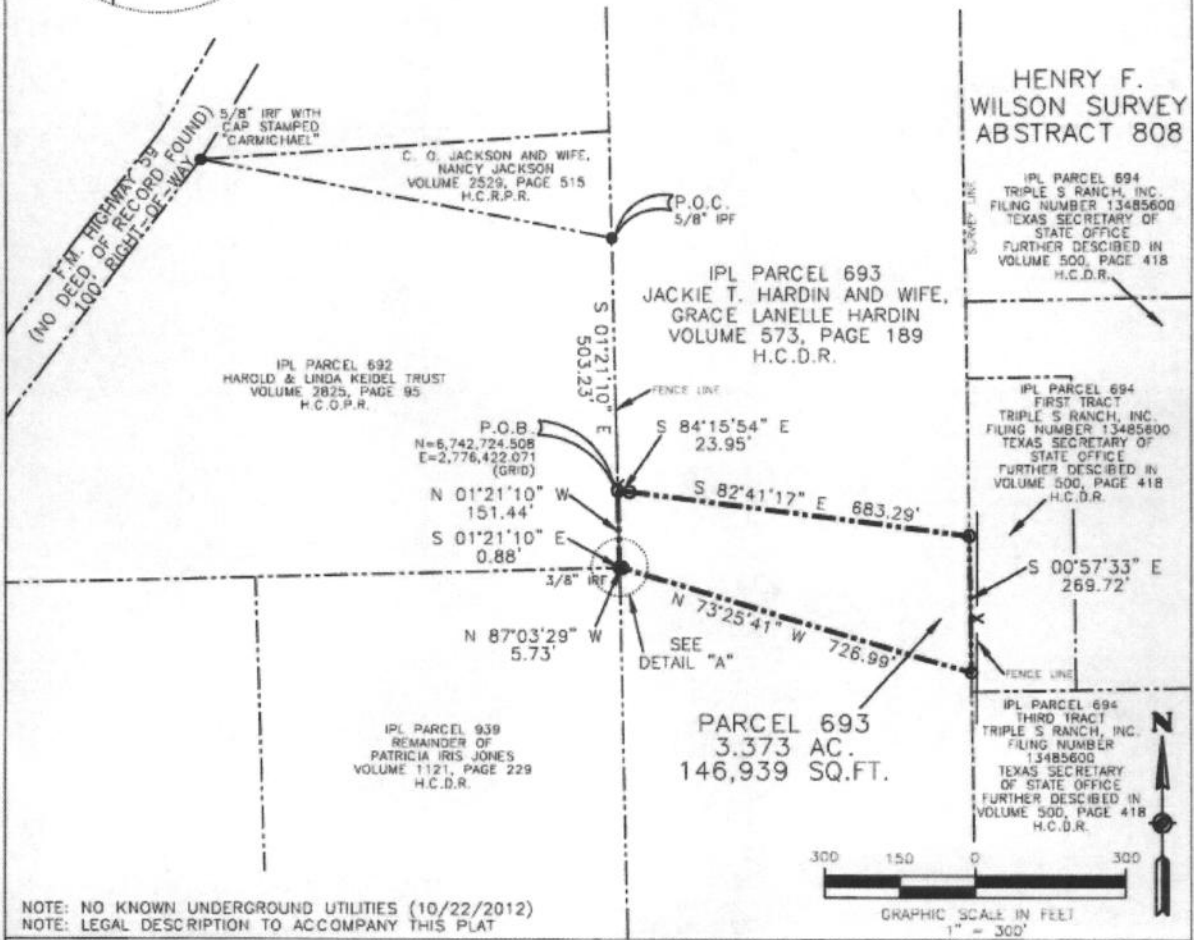 HENRY F.
WILSON SURVEY
ABSTRACT 808
F.M. HIGHWAY 59
(NO DEED OF RECORD FOUND)
100' RIGHT-OF-WAY
5/8" IRF WITH
CAP STAMPED
"CARMICHAEL"
C. O. JACKSON AND WIFE,
NANCY JACKSON
VOLUME 2529, PAGE 515
H.C.R.P.R.
P.O.C.
5/8" IPF
SURVEY LINE
IPL PARCEL 694
TRIPLE S RANCH, INC.
FILING NUMBER 13485600
TEXAS SECRETARY OF
STATE OFFICE
FURTHER DESCIBED IN
VOLUME 500, PAGE 418
H.C.D.R.
IPL PARCEL 693
JACKIE T. HARDIN AND WIFE,
GRACE LANELLE HARDIN
VOLUME 573, PAGE 189
H.C.D.R.
S 01°21'10" E
503.23'
IPL PARCEL 692
HAROLD & LINDA KEIDEL TRUST
VOLUME 2825, PAGE 85
H.C.O.P.R.
FENCE LINE
IPL PARCEL 694
FIRST TRACT
TRIPLE S RANCH, INC.
FILING NUMBER 13485600
TEXAS SECRETARY OF
STATE OFFICE
FURTHER DESCIBED IN
VOLUME 500, PAGE 418
H.C.D.R.
P.O.B.
N=6,742,724.508
E=2,776,422.071
(GRID)
S 84°15'54" E
23.95'
N 01°21'10" W
151.44'
S 82°41'17" E 683.29'
S 01°21'10" E
0.88'
3/8" IRF
S 00°57'33" E
269.72'
N 87°03'29" W
5.73'
SEE
DETAIL "A"
N 73°25'41" W 726.99'
FENCE LINE
PARCEL 693
3.373 AC.
146,939 SQ.FT.
IPL PARCEL 939
REMAINDER OF
PATRICIA IRIS JONES
VOLUME 1121, PAGE 229
H.C.D.R.
IPL PARCEL 694
THIRD TRACT
TRIPLE S RANCH, INC.
FILING NUMBER
13485600
TEXAS SECRETARY
OF STATE OFFICE
FURTHER DESCIBED IN
VOLUME 500, PAGE 418
H.C.D.R.
N
300 150 0 300
GRAPHIC SCALE IN FEET
1" = 300'
NOTE: NO KNOWN UNDERGROUND UTILITIES (10/22/2012)
NOTE: LEGAL DESCRIPTION TO ACCOMPANY THIS PLAT